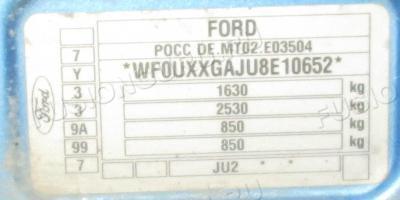 FORD
7 РОСС DE.MT02.E03504
Y *WF0UXXGAJU8E10652*
3 1630 kg
3 2530 kg
9A 850 kg
99 850 kg
7 JU2
Ford